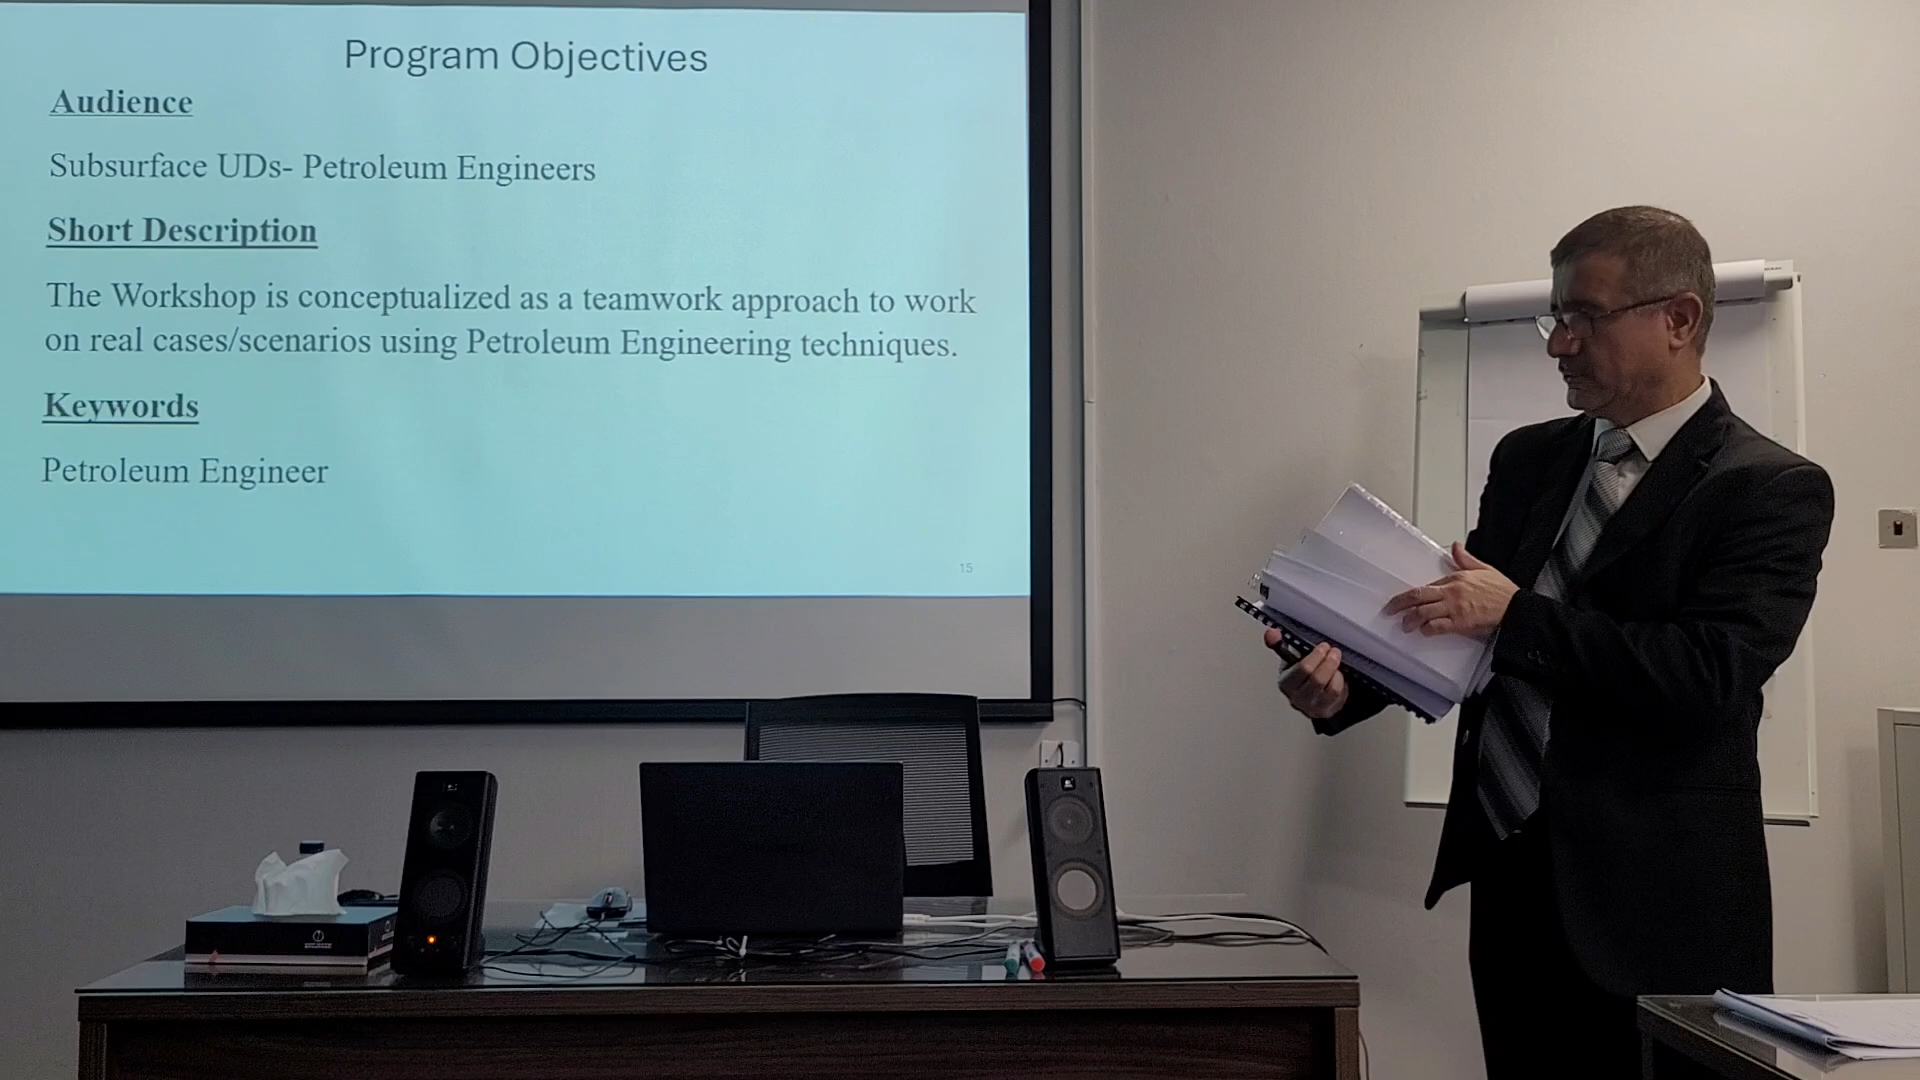 Program Objectives
Audience
Subsurface UDs- Petroleum Engineers
Short Description
The Workshop is conceptualized as a teamwork approach to work
on real cases/scenarios using Petroleum Engineering techniques.
Keywords
Petroleum Engineer
15